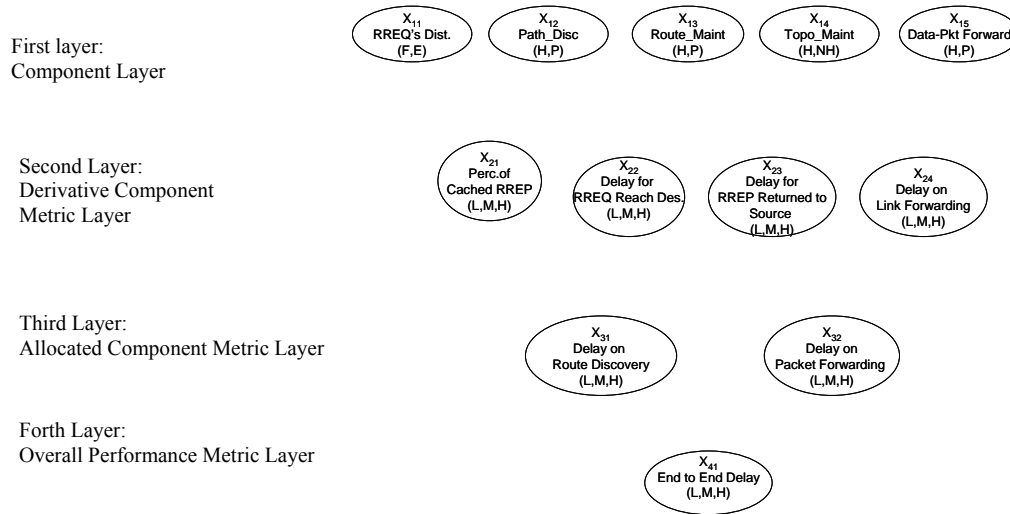 First layer:
Component Layer
X11
RREQ's Dist.
(F,E)
X12
Path_Disc
(H,P)
X13
Route_Maint
(H,P)
X14
Topo_Maint
(H,NH)
X15
Data-Pkt Forward
(H,P)
Second Layer:
Derivative Component
Metric Layer
X21
Perc.of
Cached RREP
(L,M,H)
X22
Delay for
RREQ Reach Des.
(L,M,H)
X23
Delay for
RREP Returned to
Source
(L,M,H)
X24
Delay on
Link Forwarding
(L,M,H)
Third Layer:
Allocated Component Metric Layer
X31
Delay on
Route Discovery
(L,M,H)
X32
Delay on
Packet Forwarding
(L,M,H)
Forth Layer:
Overall Performance Metric Layer
X41
End to End Delay
(L,M,H)